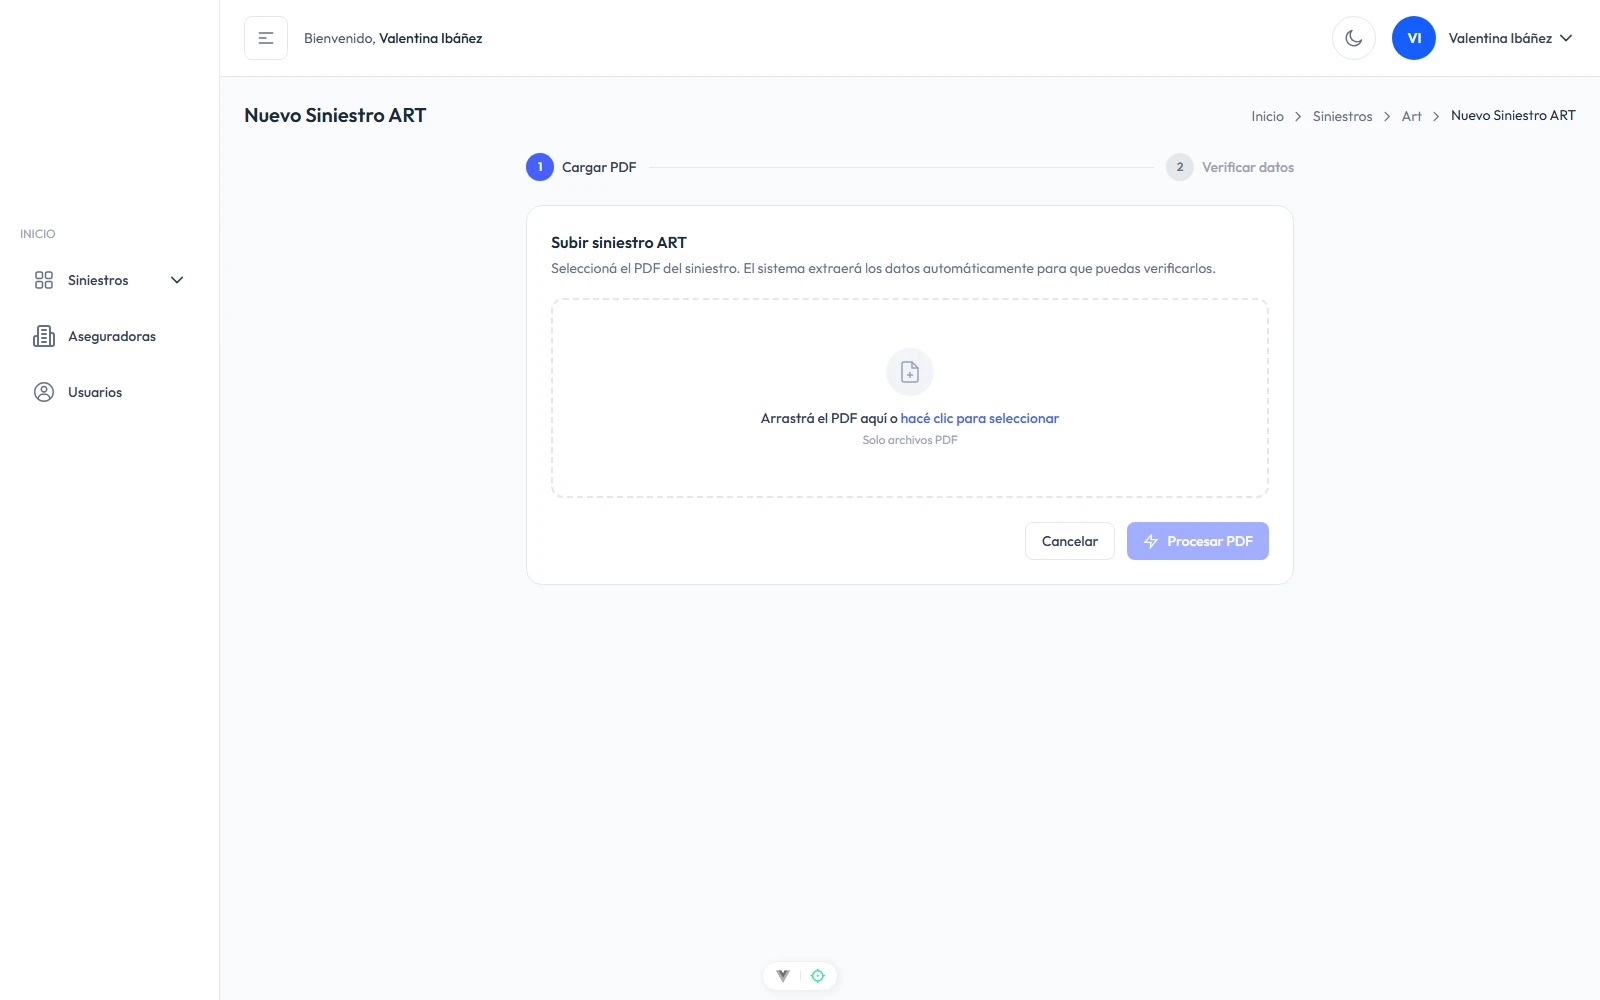 Bienvenido, Valentina Ibáñez
VI
Valentina Ibáñez
Nuevo Siniestro ART
Inicio > Siniestros > Art > Nuevo Siniestro ART
1 Cargar PDF
2 Verificar datos
INICIO
Siniestros
Aseguradoras
Usuarios
Subir siniestro ART
Seleccioná el PDF del siniestro. El sistema extraerá los datos automáticamente para que puedas verificarlos.
Arrastrá el PDF aquí o hacé clic para seleccionar
Solo archivos PDF
Cancelar
Procesar PDF